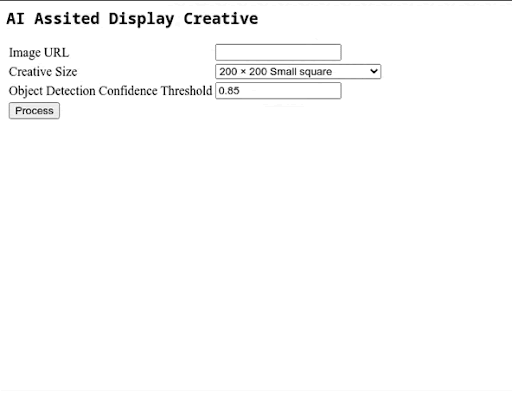 AI Assited Display Creative
Image URL
Creative Size 200 × 200 Small square
Object Detection Confidence Threshold 0.85
Process